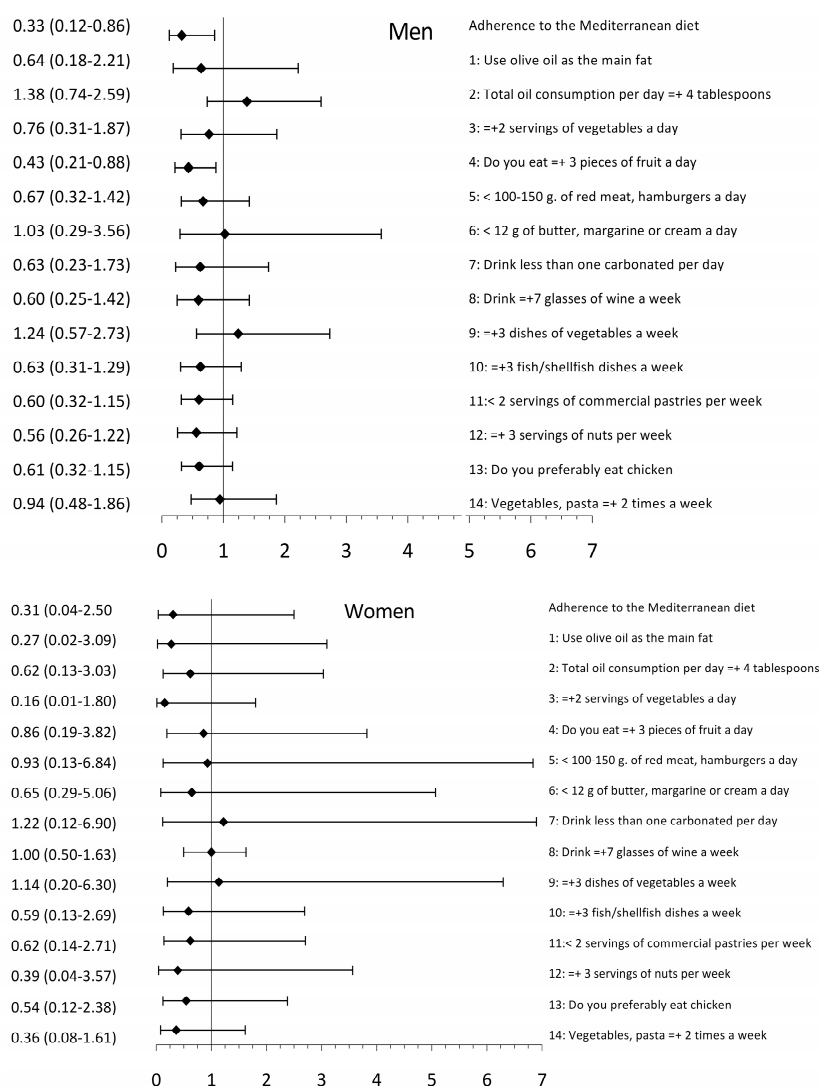 Men
0.33 (0.12-0.86) Adherence to the Mediterranean diet
0.64 (0.18-2.21) 1: Use olive oil as the main fat
1.38 (0.74-2.59) 2: Total oil consumption per day =+ 4 tablespoons
0.76 (0.31-1.87) 3: =+2 servings of vegetables a day
0.43 (0.21-0.88) 4: Do you eat =+ 3 pieces of fruit a day
0.67 (0.32-1.42) 5: < 100-150 g. of red meat, hamburgers a day
1.03 (0.29-3.56) 6: < 12 g of butter, margarine or cream a day
0.63 (0.23-1.73) 7: Drink less than one carbonated per day
0.60 (0.25-1.42) 8: Drink =+7 glasses of wine a week
1.24 (0.57-2.73) 9: =+3 dishes of vegetables a week
0.63 (0.31-1.29) 10: =+3 fish/shellfish dishes a week
0.60 (0.32-1.15) 11:< 2 servings of commercial pastries per week
0.56 (0.26-1.22) 12: =+ 3 servings of nuts per week
0.61 (0.32-1.15) 13: Do you preferably eat chicken
0.94 (0.48-1.86) 14: Vegetables, pasta =+ 2 times a week
0 1 2 3 4 5 6 7
Women
0.31 (0.04-2.50 Adherence to the Mediterranean diet
0.27 (0.02-3.09) 1: Use olive oil as the main fat
0.62 (0.13-3.03) 2: Total oil consumption per day =+ 4 tablespoons
0.16 (0.01-1.80) 3: =+2 servings of vegetables a day
0.86 (0.19-3.82) 4: Do you eat =+ 3 pieces of fruit a day
0.93 (0.13-6.84) 5: < 100 150 g. of red meat, hamburgers a day
0.65 (0.29-5.06) 6: < 12 g of butter, margarine or cream a day
1.22 (0.12-6.90) 7: Drink less than one carbonated per day
1.00 (0.50-1.63) 8: Drink =+7 glasses of wine a week
1.14 (0.20-6.30) 9: =+3 dishes of vegetables a week
0.59 (0.13-2.69) 10: =+3 fish/shellfish dishes a week
0.62 (0.14-2.71) 11:< 2 servings of commercial pastries per week
0.39 (0.04-3.57) 12: =+ 3 servings of nuts per week
0.54 (0.12-2.38) 13: Do you preferably eat chicken
0.36 (0.08-1.61) 14: Vegetables, pasta =+ 2 times a week
0 1 2 3 4 5 6 7